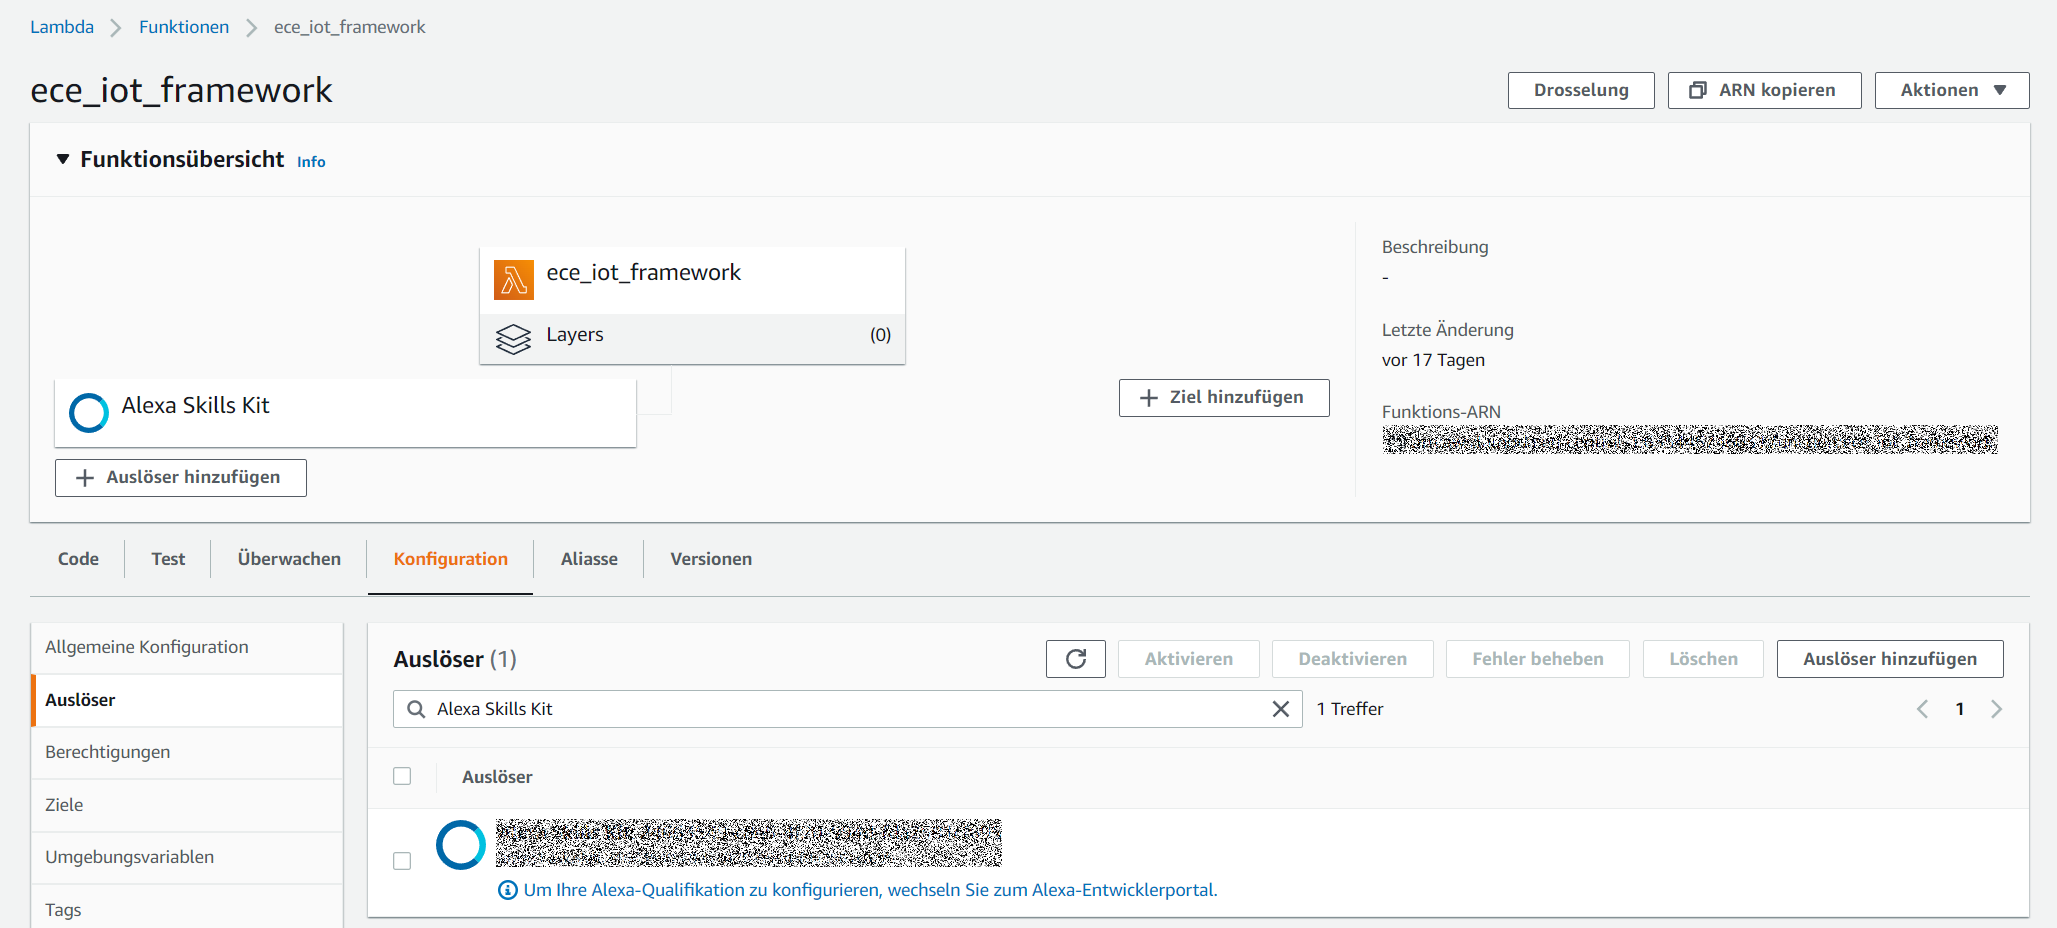 Lambda > Funktionen > ece_iot_framework
ece_iot_framework
Drosselung ARN kopieren Aktionen ▼
▼ Funktionsübersicht Info
ece_iot_framework
Layers (0)
Alexa Skills Kit
+ Auslöser hinzufügen
+ Ziel hinzufügen
Beschreibung
-
Letzte Änderung
vor 17 Tagen
Funktions-ARN
Code Test Überwachen Konfiguration Aliasse Versionen
Allgemeine Konfiguration
Auslöser
Berechtigungen
Ziele
Umgebungsvariablen
Tags
Auslöser (1)
Aktivieren Deaktivieren Fehler beheben Löschen Auslöser hinzufügen
Alexa Skills Kit 1 Treffer < 1 >
Auslöser
Um Ihre Alexa-Qualifikation zu konfigurieren, wechseln Sie zum Alexa-Entwicklerportal.